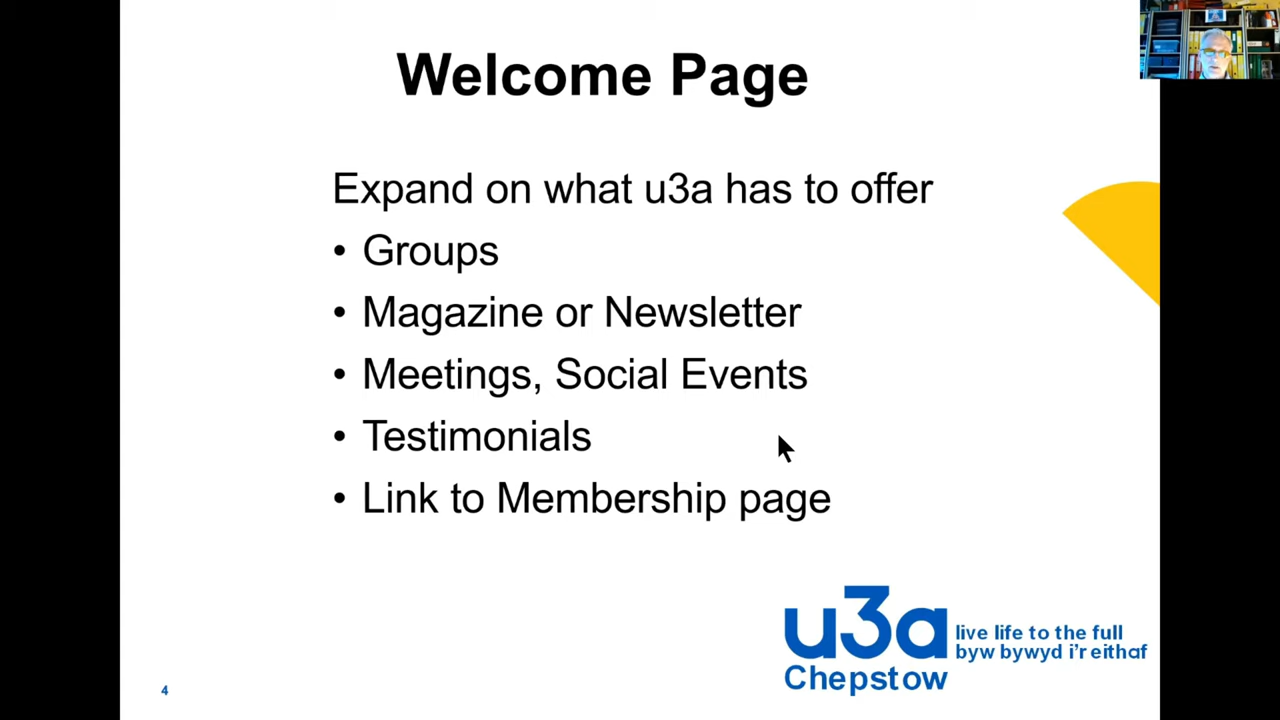 Welcome Page
Expand on what u3a has to offer
• Groups
• Magazine or Newsletter
• Meetings, Social Events
• Testimonials
• Link to Membership page
u3a
live life to the full
byw bywyd i'r eithaf
Chepstow
4